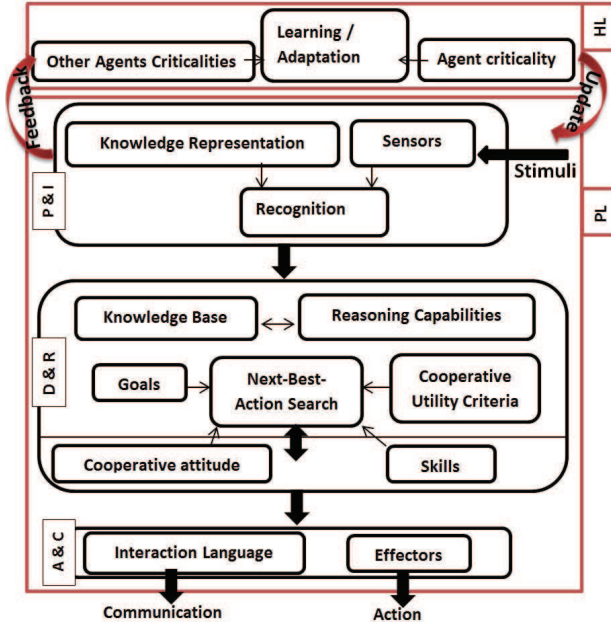 Learning /
Adaptation
HL
Other Agents Criticalities
Agent criticality
Feedback
Update
Knowledge Representation
Sensors
Stimuli
P & I
Recognition
PL
Knowledge Base
Reasoning Capabilities
D & R
Goals
Next-Best-
Action Search
Cooperative
Utility Criteria
Cooperative attitude
Skills
A & C
Interaction Language
Effectors
Communication
Action